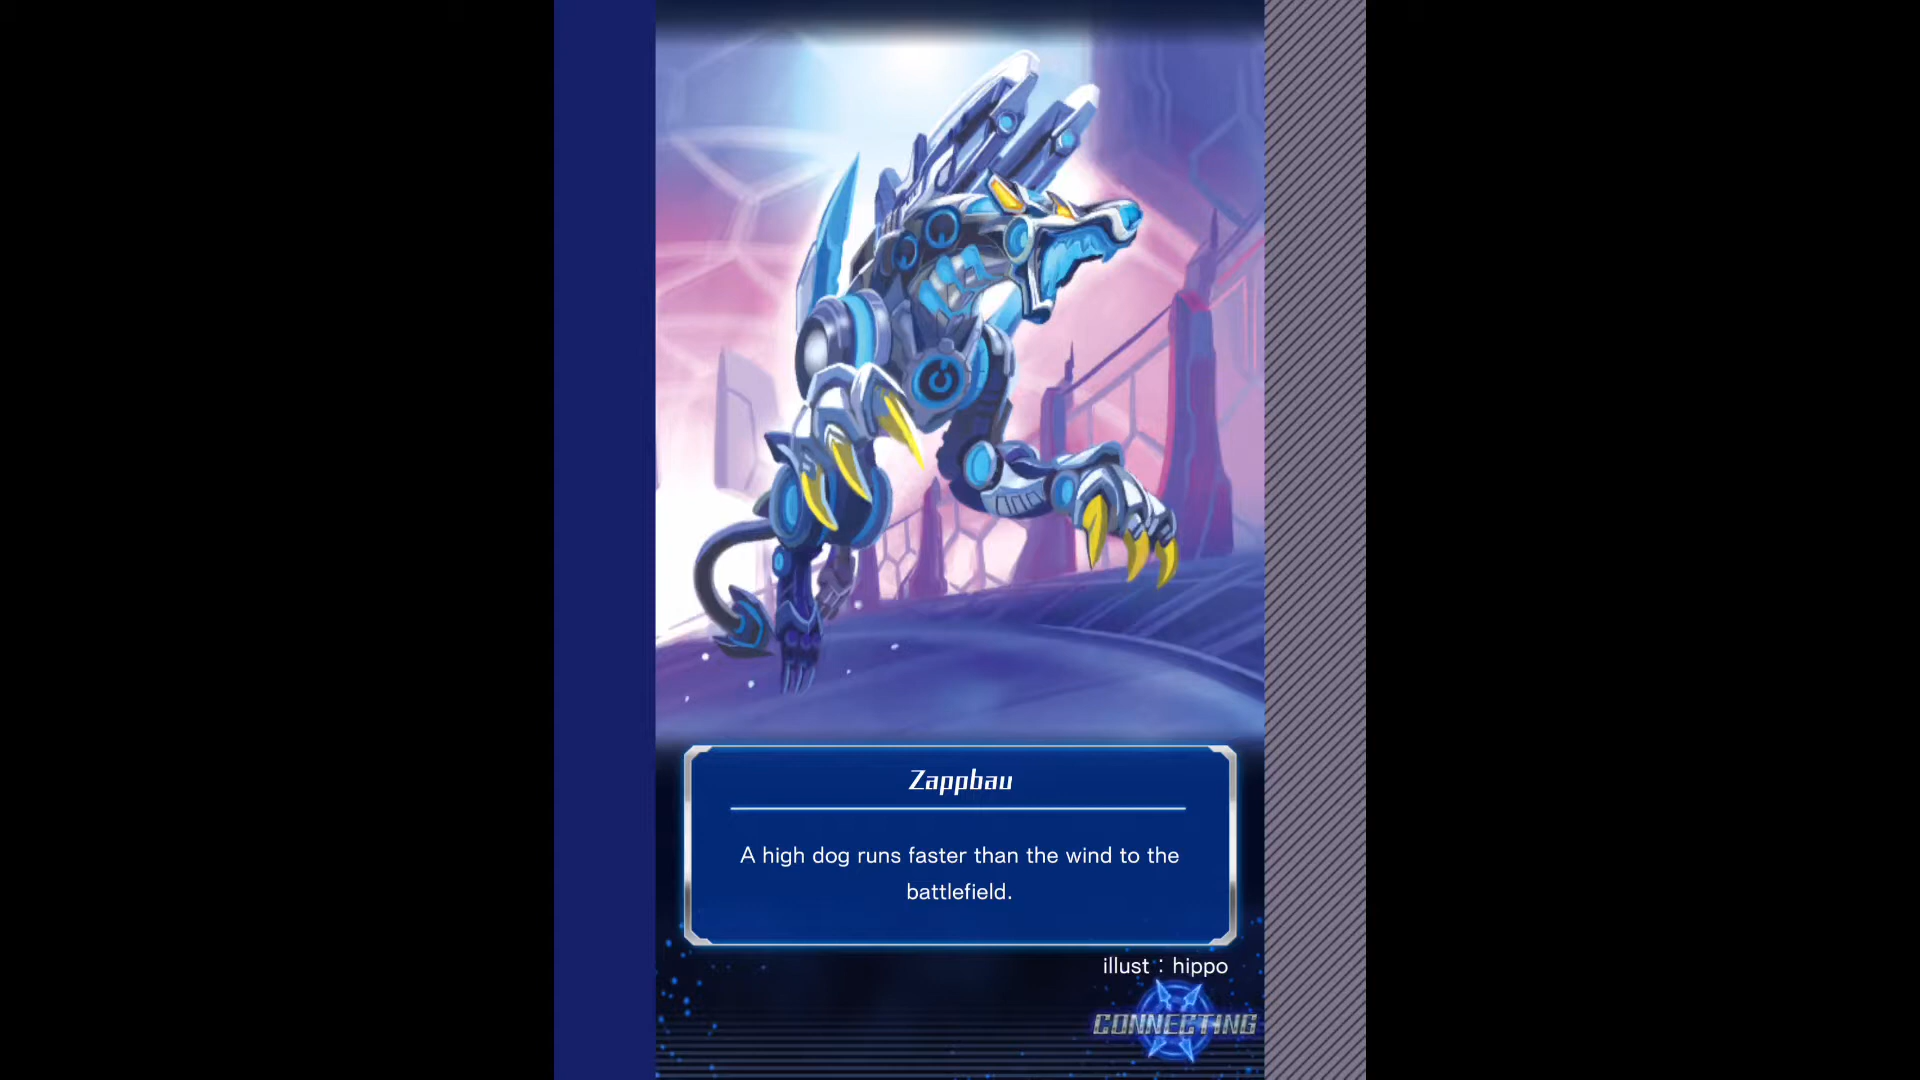 Zappbau
A high dog runs faster than the wind to the
battlefield.
illust : hippo
CONNECTING